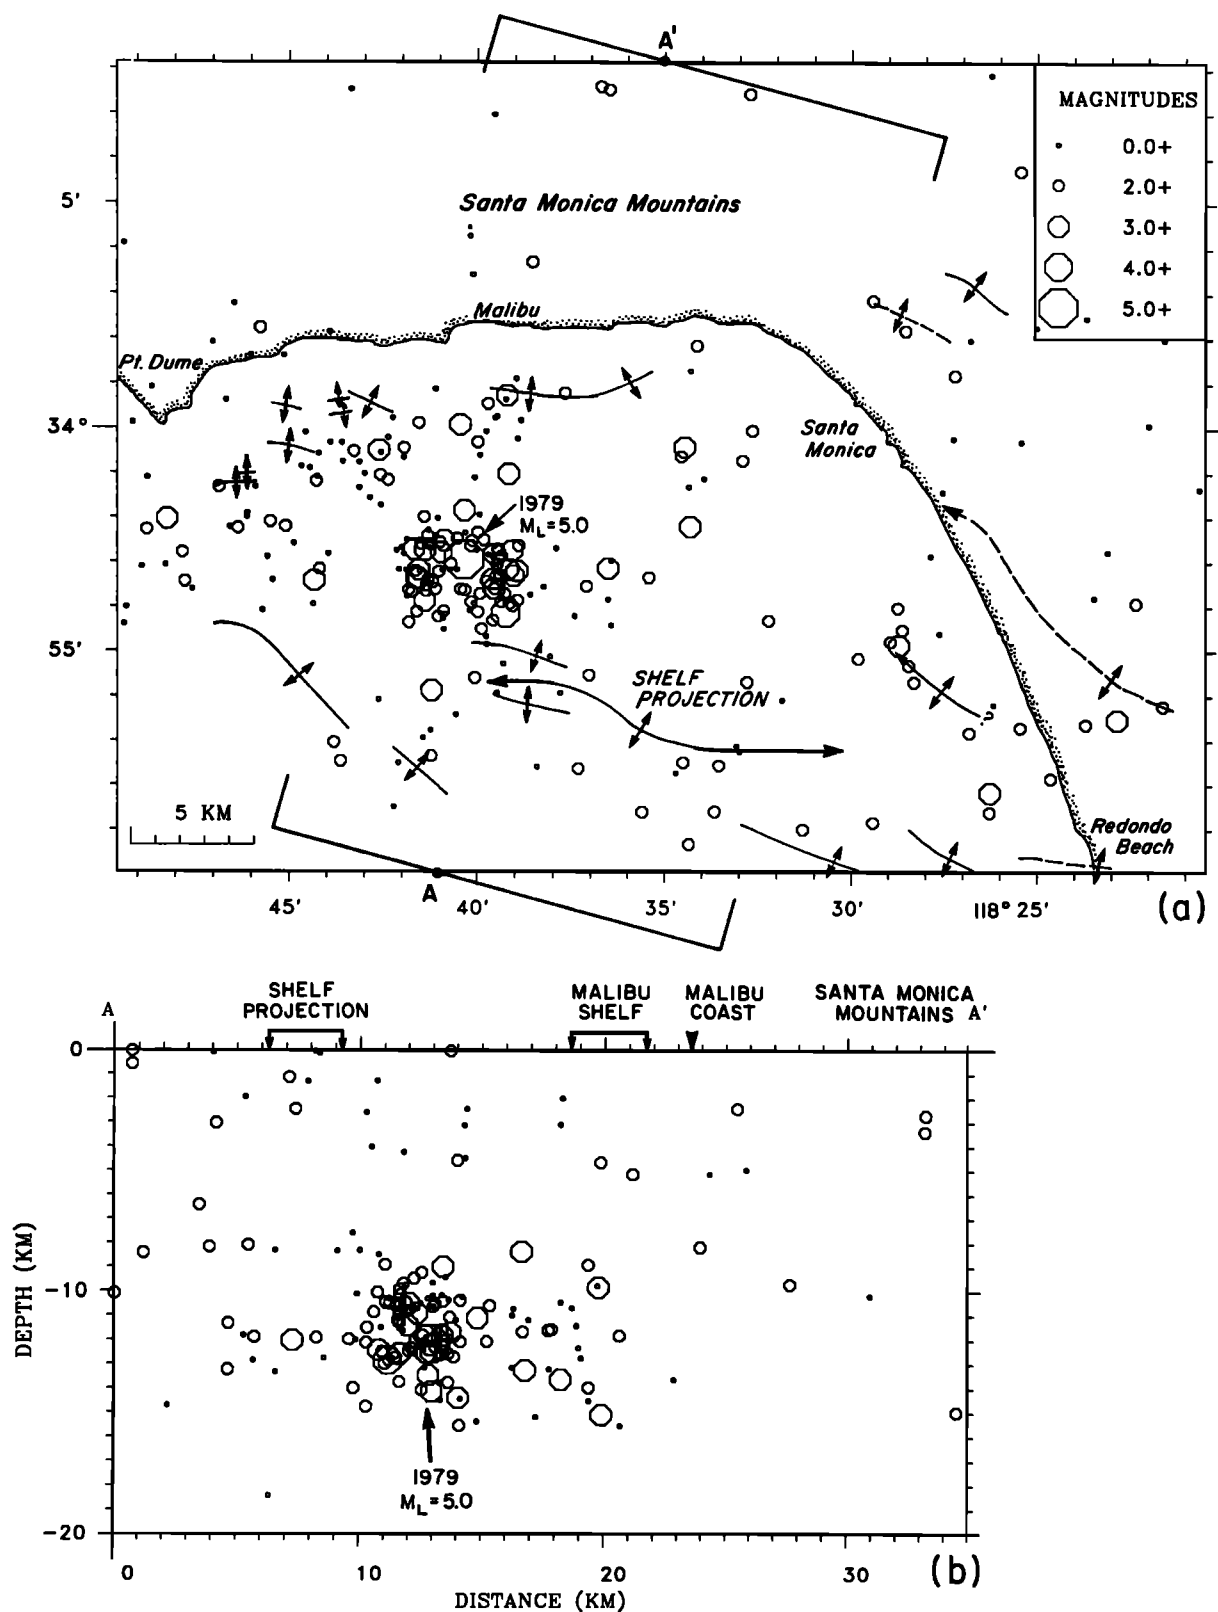 A'
MAGNITUDES
0.0+
2.0+
3.0+
4.0+
5.0+
5'
Santa Monica Mountains
Malibu
Pt. Dume
34°
Santa
Monica
1979
M_L=5.0
55'
SHELF
PROJECTION
5 KM
Redondo
Beach
45'
40'
35'
30'
118° 25'
A
(a)
SHELF
PROJECTION
MALIBU
SHELF
MALIBU
COAST
SANTA MONICA
MOUNTAINS A'
A
0
-10
-20
DEPTH (KM)
1979
M_L=5.0
0
10
20
30
(b)
DISTANCE (KM)